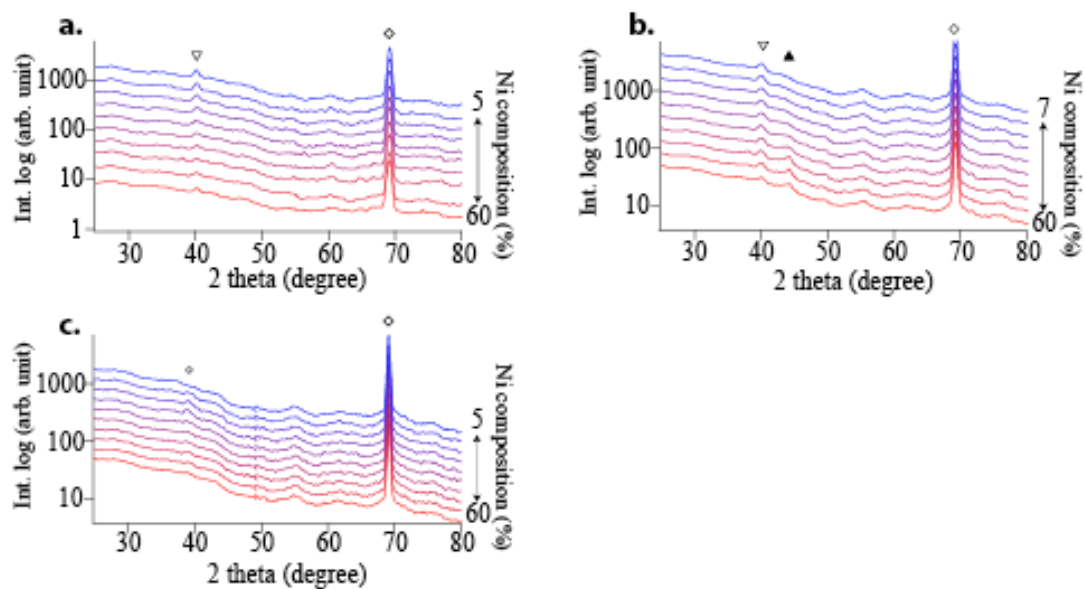 a.
Int. log (arb. unit)
1000
100
10
1
30 40 50 60 70 80
2 theta (degree)
5
60
Ni composition (%)
b.
Int. log (arb. unit)
1000
100
10
30 40 50 60 70 80
2 theta (degree)
7
60
Ni composition (%)
c.
Int. log (arb. unit)
1000
100
10
30 40 50 60 70 80
2 theta (degree)
5
60
Ni composition (%)